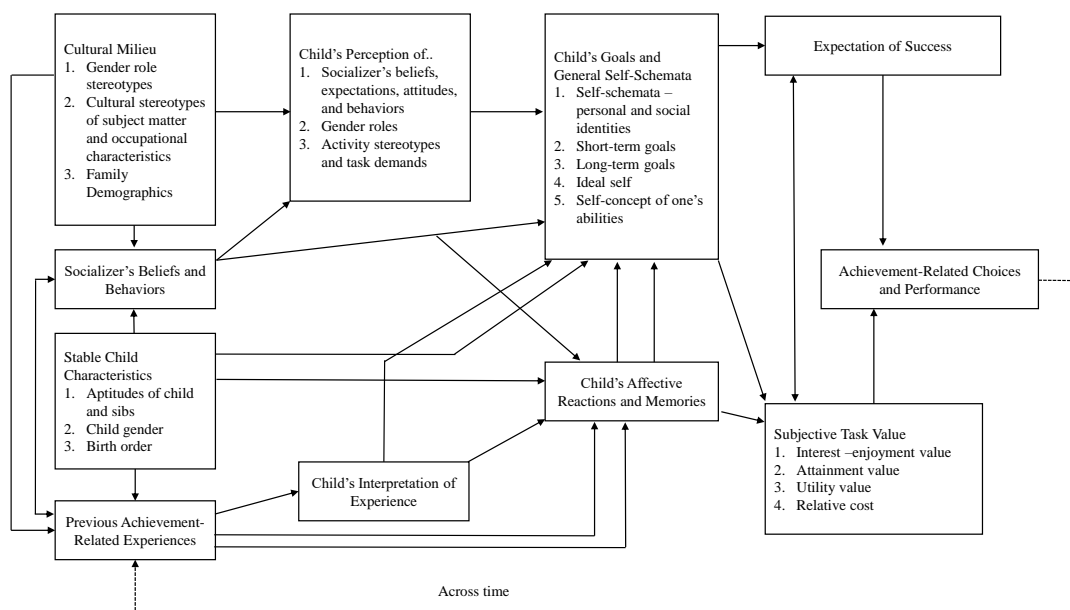 Cultural Milieu
1. Gender role
stereotypes
2. Cultural stereotypes
of subject matter
and occupational
characteristics
3. Family
Demographics
Child’s Perception of..
1. Socializer’s beliefs,
expectations, attitudes,
and behaviors
2. Gender roles
3. Activity stereotypes
and task demands
Child’s Goals and
General Self-Schemata
1. Self-schemata –
personal and social
identities
2. Short-term goals
3. Long-term goals
4. Ideal self
5. Self-concept of one’s
abilities
Expectation of Success
Socializer’s Beliefs and
Behaviors
Achievement-Related Choices
and Performance
Stable Child
Characteristics
1. Aptitudes of child
and sibs
2. Child gender
3. Birth order
Child’s Affective
Reactions and Memories
Subjective Task Value
1. Interest –enjoyment value
2. Attainment value
3. Utility value
4. Relative cost
Child’s Interpretation of
Experience
Previous Achievement-
Related Experiences
Across time